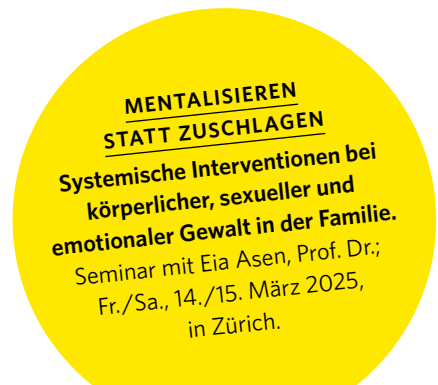 MENTALISIEREN
STATT ZUSCHLAGEN
Systemische Interventionen bei
körperlicher, sexueller und
emotionaler Gewalt in der Familie.
Seminar mit Eia Asen, Prof. Dr.;
Fr./Sa., 14./15. März 2025,
in Zürich.